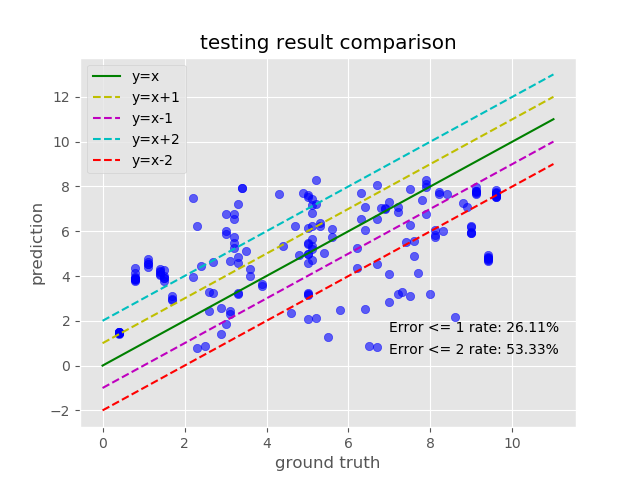 testing result comparison
y=x
y=x+1
y=x-1
y=x+2
y=x-2
12
10
8
6
4
2
0
−2
prediction
Error <= 1 rate: 26.11%
Error <= 2 rate: 53.33%
0 2 4 6 8 10
ground truth